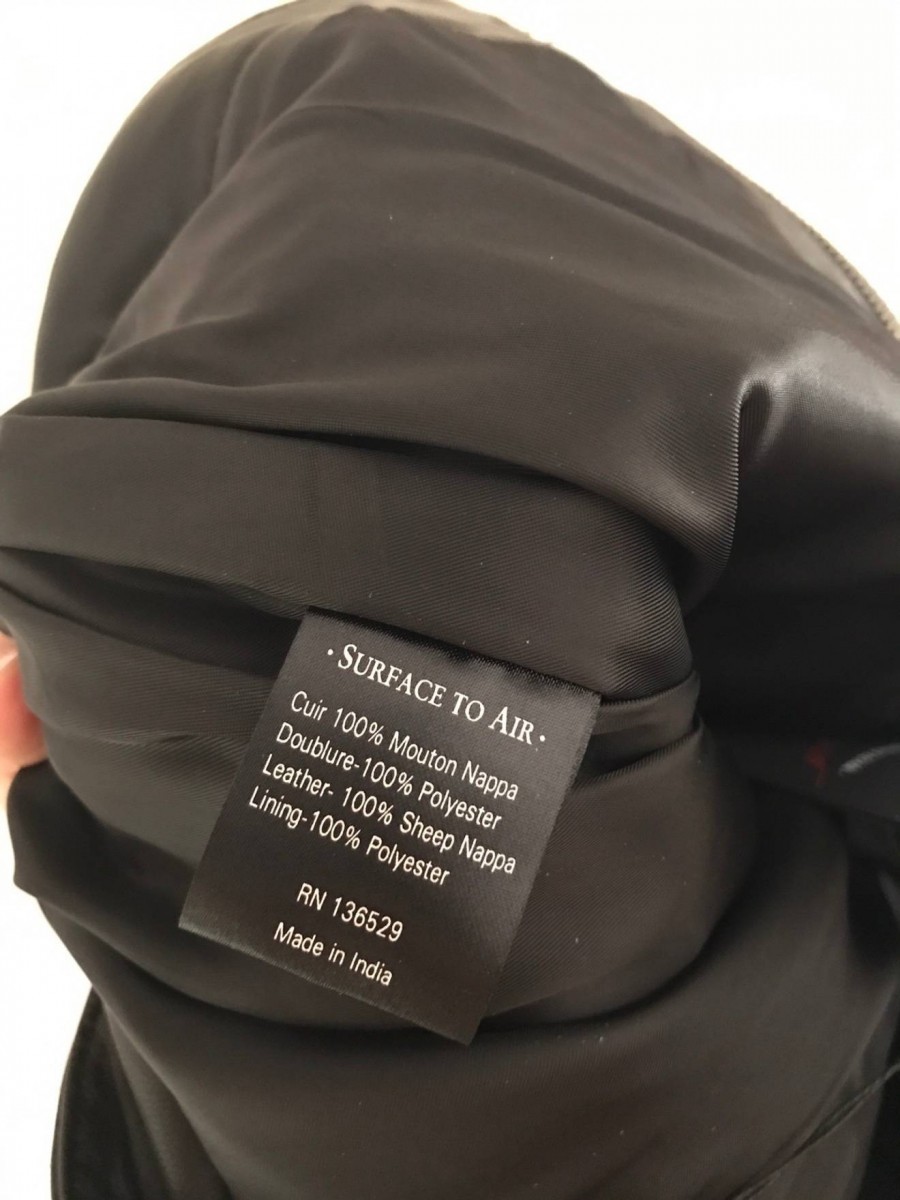 · SURFACE TO AIR ·
Cuir 100% Mouton Nappa
Doublure-100% Polyester
Leather- 100% Sheep Nappa
Lining-100% Polyester
RN 136529
Made in India